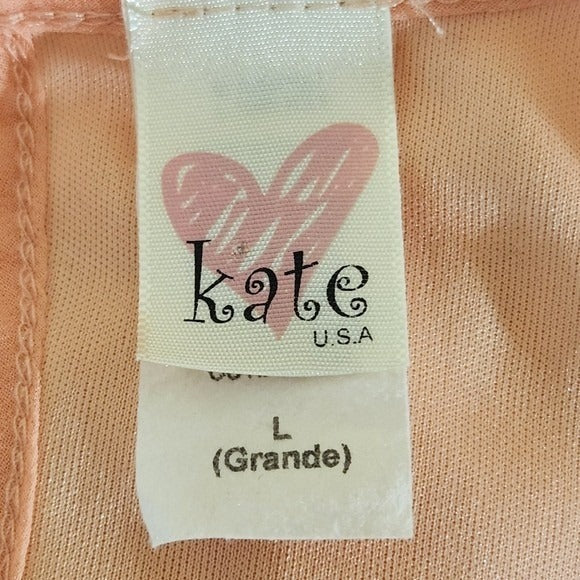 kate
U.S.A
L
(Grande)